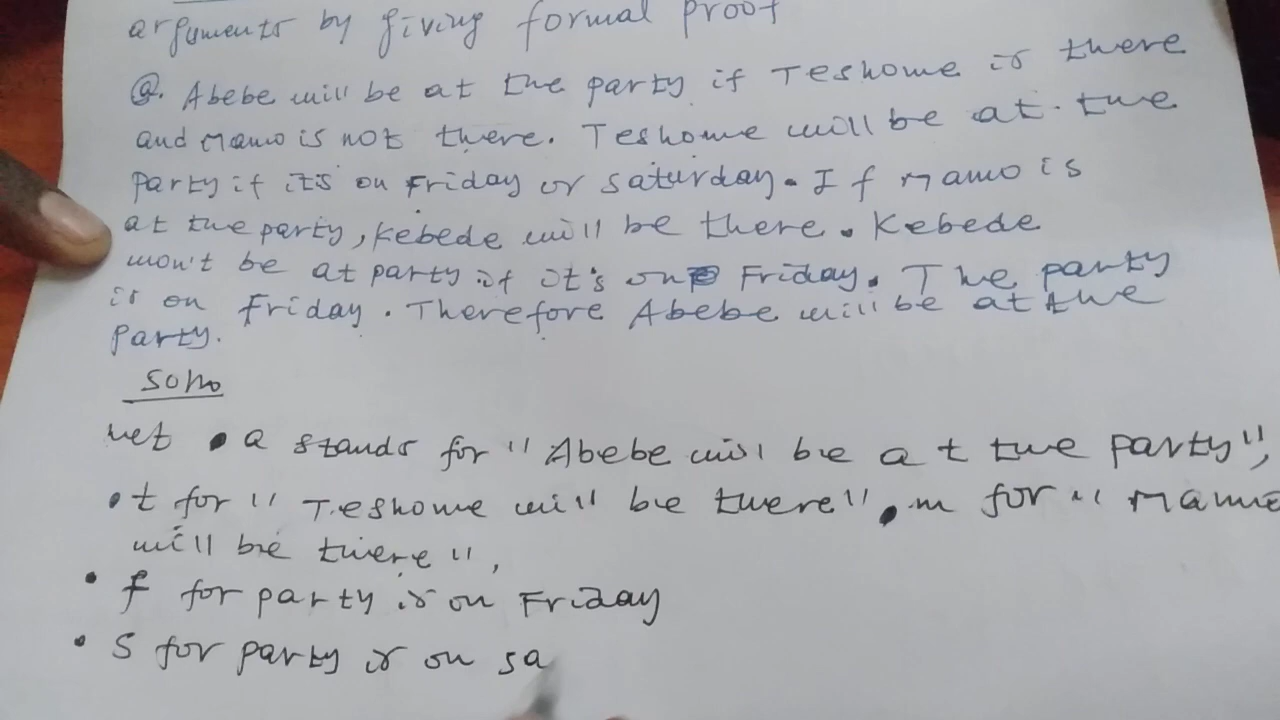 arguments by giving formal proof
@. Abebe will be at the party if Teshome is there
and Mamo is not there. Teshome will be at the
party if it's on Friday or saturday. If Mamo is
at the party, kebede will be there. Kebede
won't be at party if it's on Friday. The party
is on Friday. Therefore Abebe will be at the
party.
soln
Let • a stands for "Abebe will be at the party",
• t for "Teshome will be there", m for "Mamo
will be there",
• f for party is on Friday
• S for party is on sa